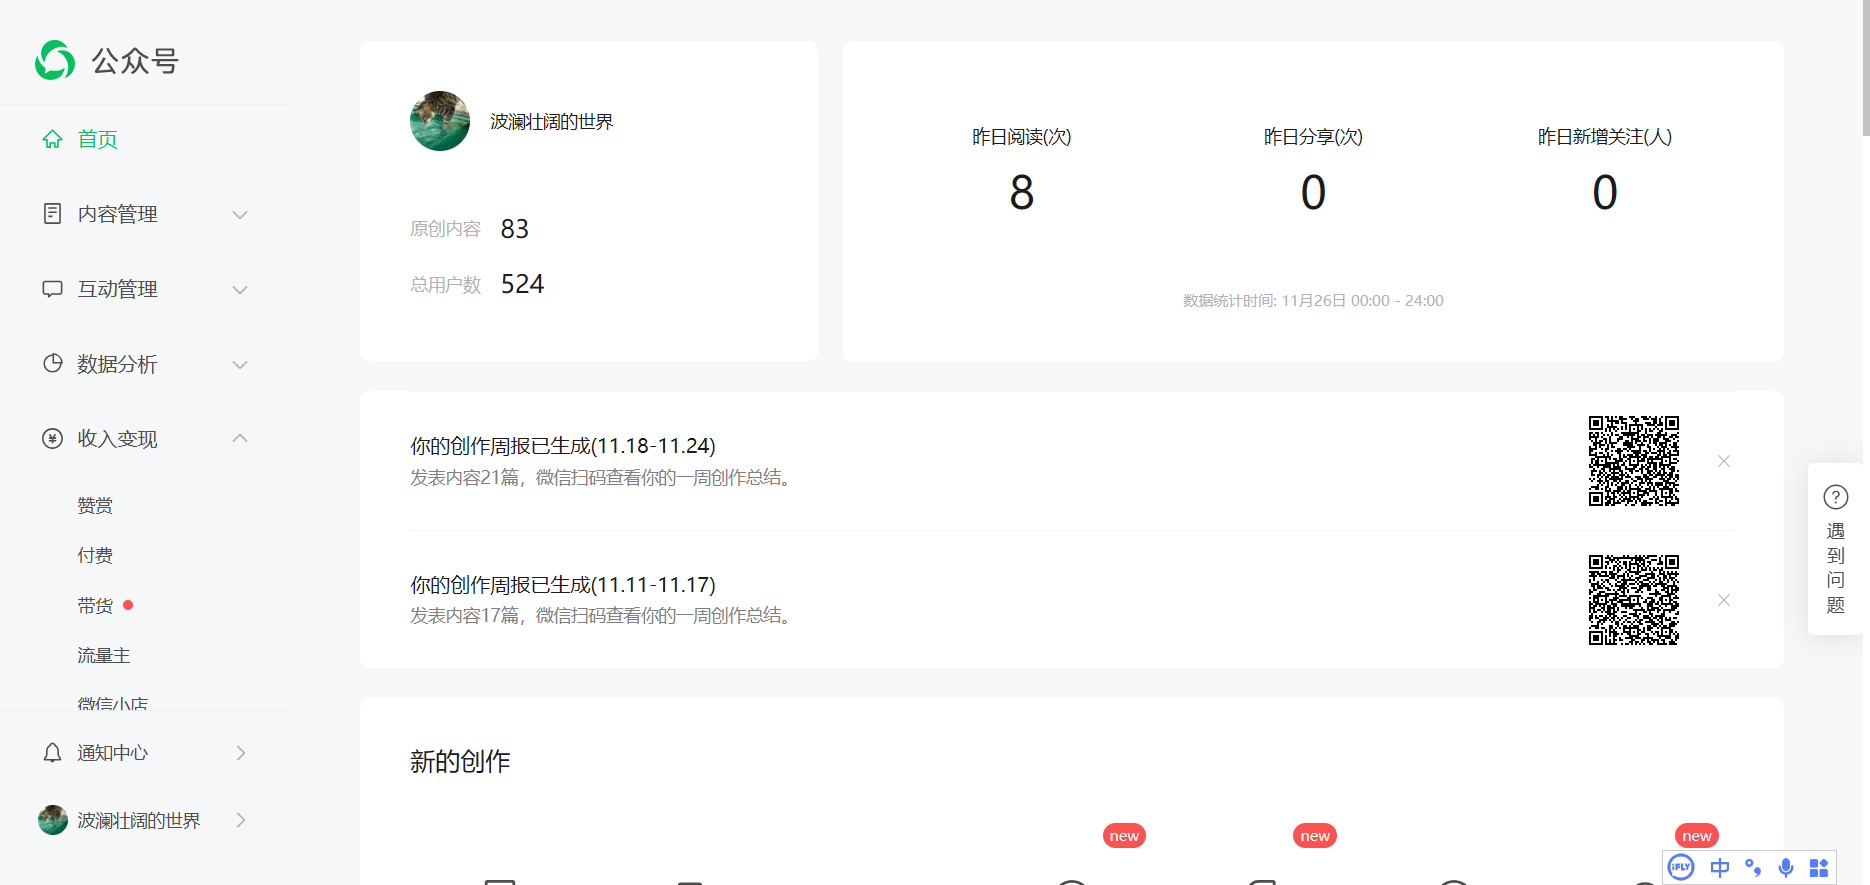 公众号
首页
内容管理
互动管理
数据分析
收入变现
赞赏
付费
带货
流量主
微信小店
通知中心
波澜壮阔的世界
波澜壮阔的世界
原创内容 83
总用户数 524
昨日阅读(次) 昨日分享(次) 昨日新增关注(人)
8 0 0
数据统计时间: 11月26日 00:00 - 24:00
你的创作周报已生成(11.18-11.24)
发表内容21篇，微信扫码查看你的一周创作总结。
你的创作周报已生成(11.11-11.17)
发表内容17篇，微信扫码查看你的一周创作总结。
新的创作
new new new
遇到问题
iFLY 中